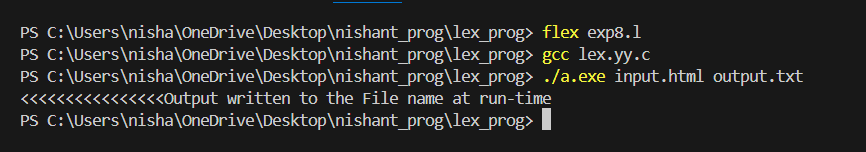 PS C:\Users\nisha\OneDrive\Desktop\nishant_prog\lex_prog> flex exp8.l
PS C:\Users\nisha\OneDrive\Desktop\nishant_prog\lex_prog> gcc lex.yy.c
PS C:\Users\nisha\OneDrive\Desktop\nishant_prog\lex_prog> ./a.exe input.html output.txt
<<<<<<<<<<<<<<<<Output written to the File name at run-time
PS C:\Users\nisha\OneDrive\Desktop\nishant_prog\lex_prog>